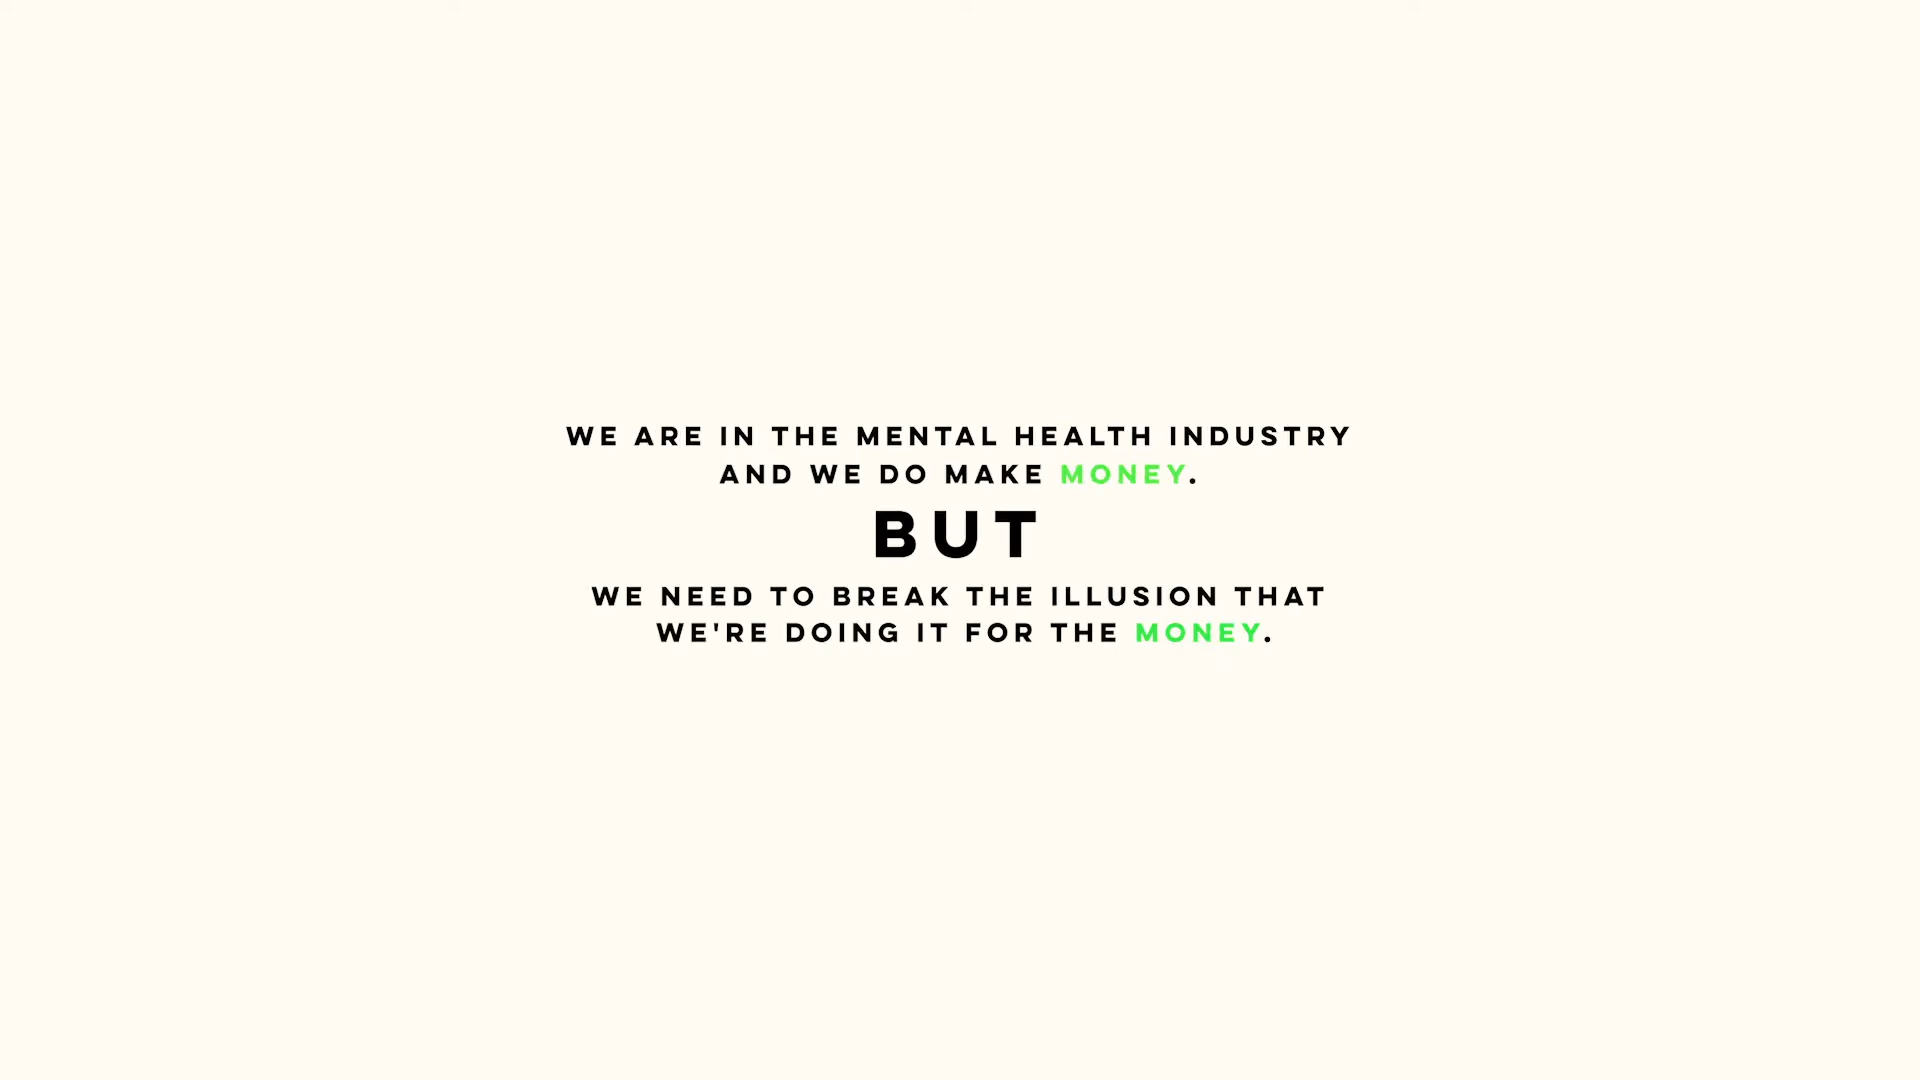 WE ARE IN THE MENTAL HEALTH INDUSTRY
AND WE DO MAKE MONEY.
BUT
WE NEED TO BREAK THE ILLUSION THAT
WE'RE DOING IT FOR THE MONEY.